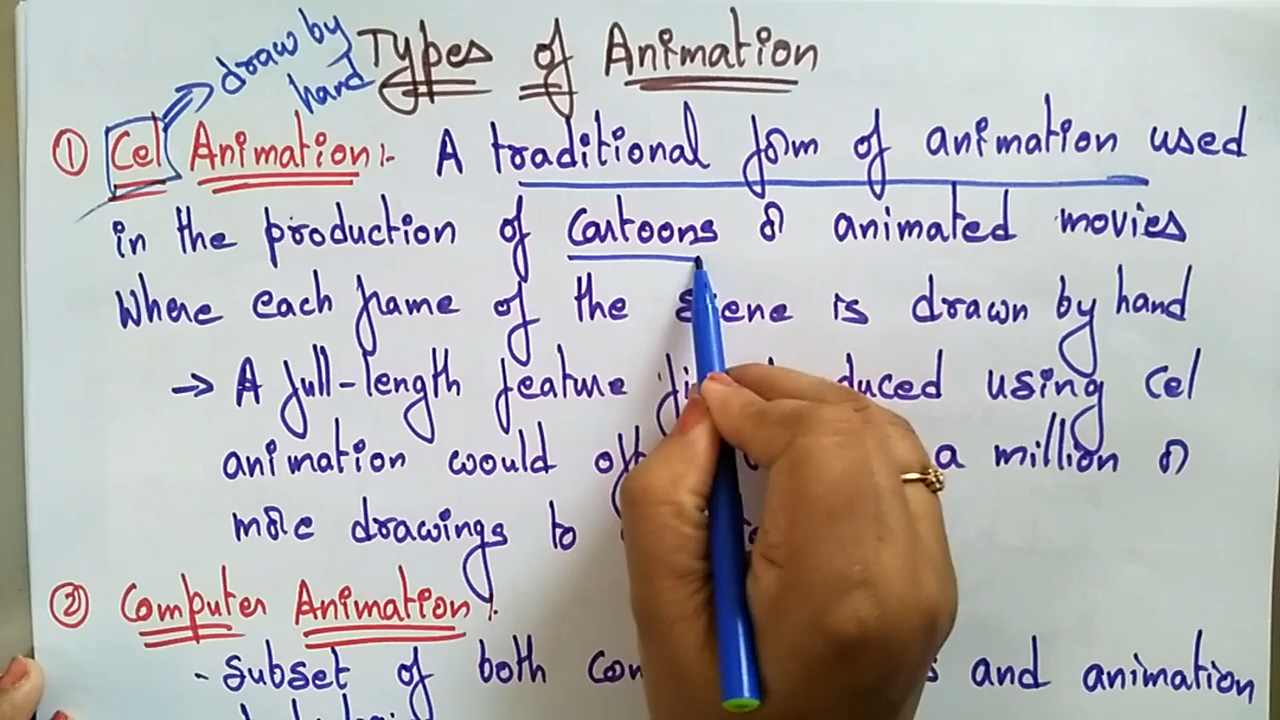 Types of Animation
draw by
hand
① Cel Animation:- A traditional form of animation used
in the production of cartoons or animated movies
Where each frame of the scene is drawn by hand
→ A full-length feature using Cel
animation would a million or
more drawings to
② Computer Animation:
- subset of both and animation